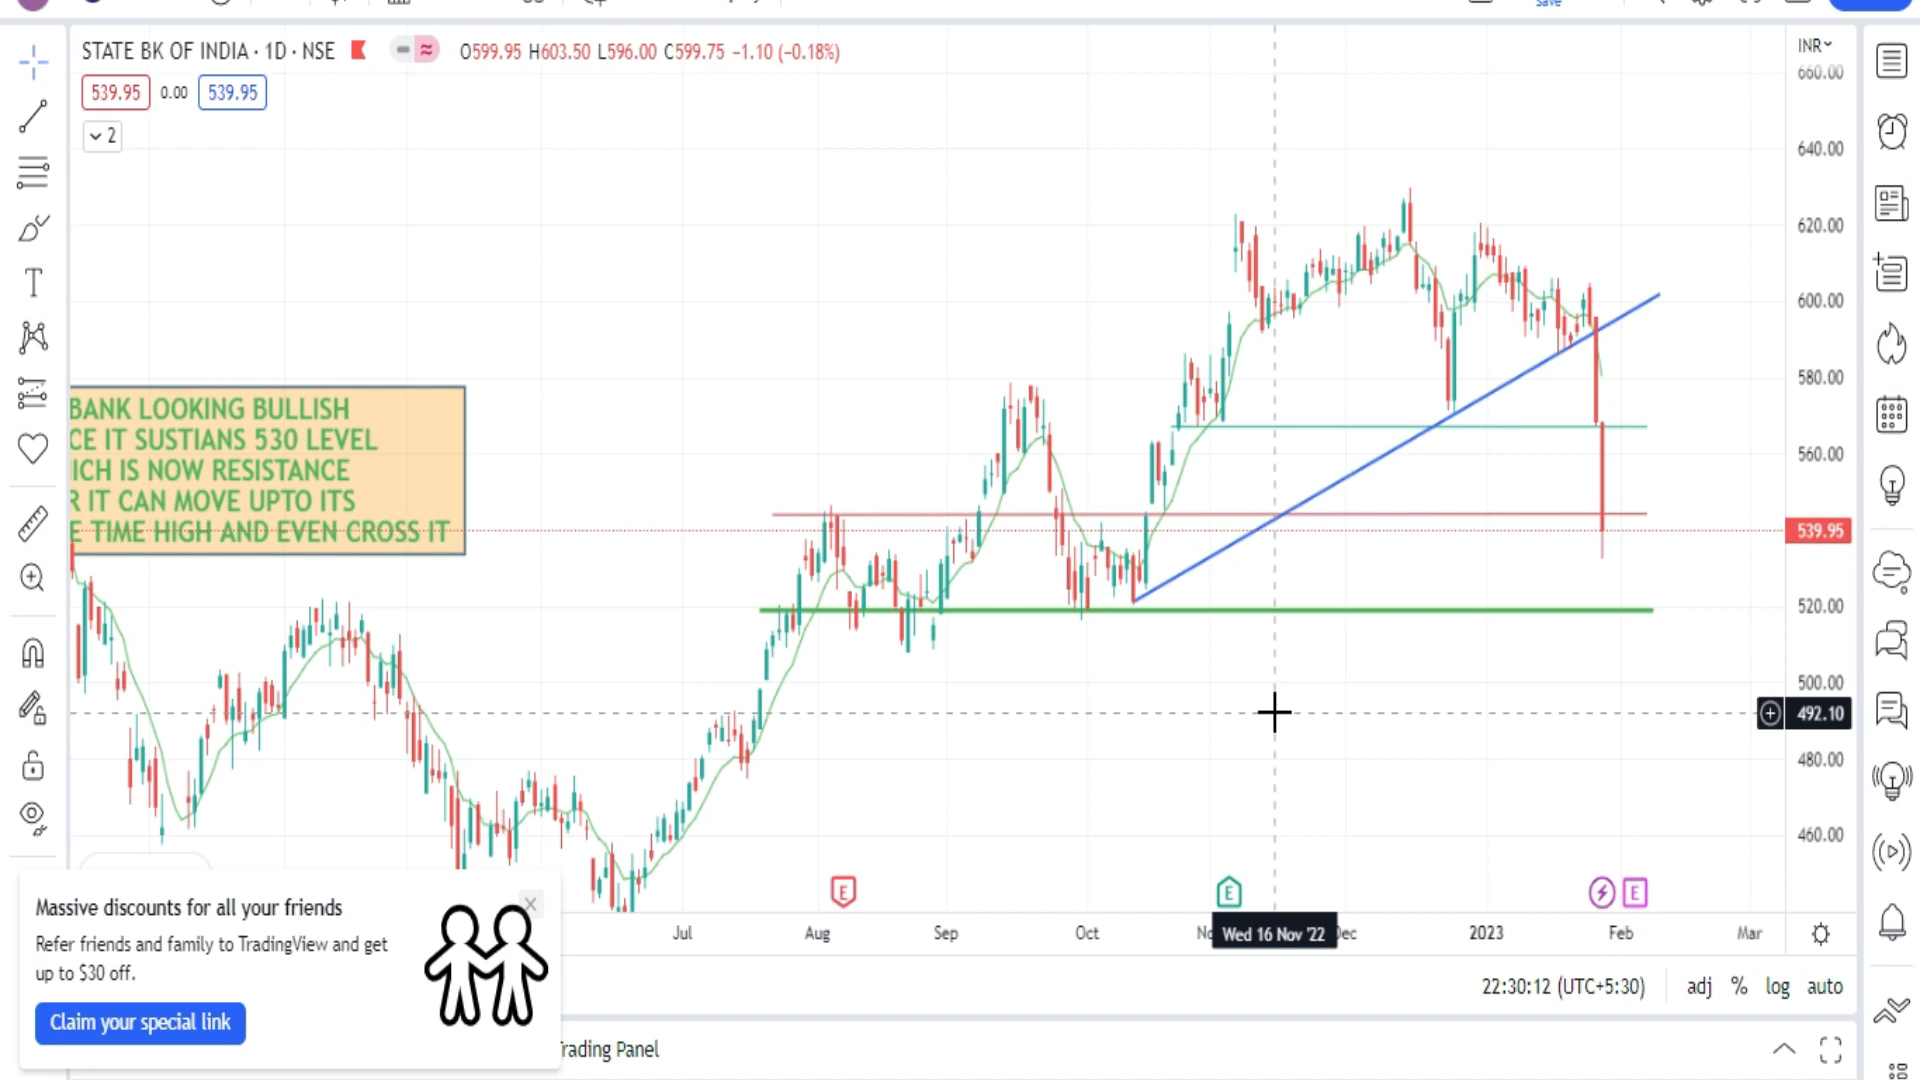 Save
STATE BK OF INDIA · 1D · NSE
O599.95 H603.50 L596.00 C599.75 −1.10 (−0.18%)
INR
539.95 0.00 539.95
2
660.00
640.00
620.00
600.00
580.00
560.00
539.95
520.00
500.00
492.10
480.00
460.00
BANK LOOKING BULLISH
CE IT SUSTIANS 530 LEVEL
ICH IS NOW RESISTANCE
R IT CAN MOVE UPTO ITS
E TIME HIGH AND EVEN CROSS IT
E
E
E
Jul Aug Sep Oct Wed 16 Nov '22 Dec 2023 Feb Mar
Massive discounts for all your friends
Refer friends and family to TradingView and get
up to $30 off.
Claim your special link
22:30:12 (UTC+5:30) adj % log auto
Trading Panel